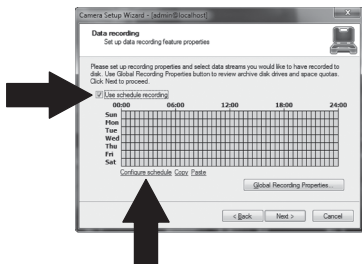 Camera Setup Wizard - [admin@localhost]
Data recording
Set up data recording feature properties
Please set up recording properties and select data streams you would like to have recorded to
disk. Use Global Recording Properties button to review archive disk drives and space quotas.
Click Next to proceed.
Use schedule recording
00:00 06:00 12:00 18:00 24:00
Sun
Mon
Tue
Wed
Thu
Fri
Sat
Configure schedule Copy Paste
Global Recording Properties...
< Back Next > Cancel